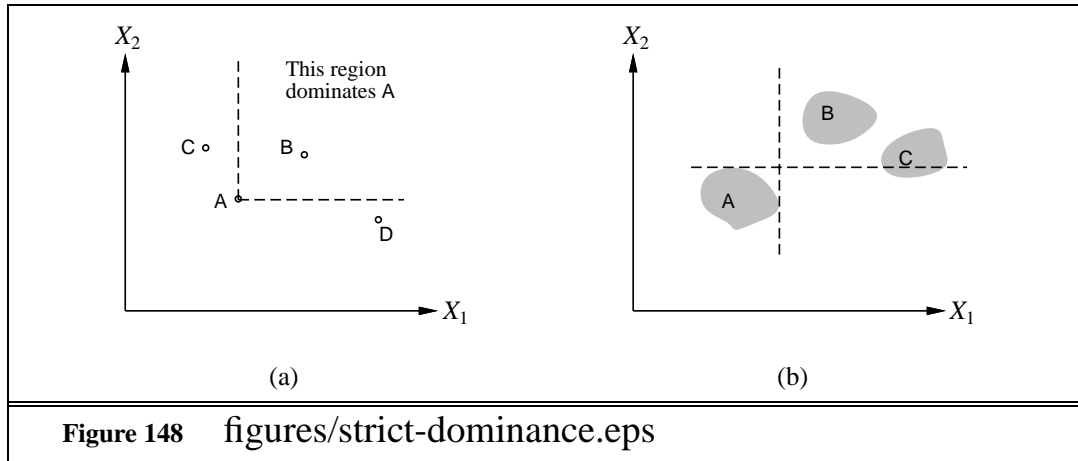 X2
This region
dominates A
C
B
A
D
X1
(a)
X2
B
C
A
X1
(b)
Figure 148 figures/strict-dominance.eps